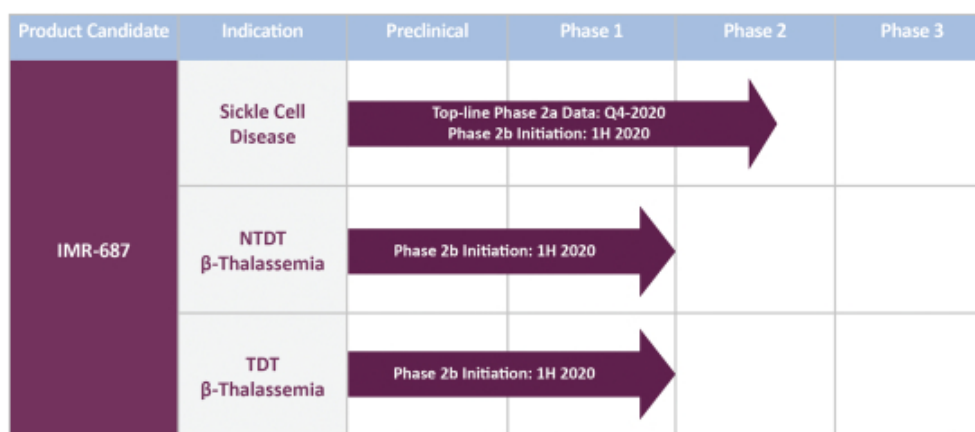 Product Candidate Indication Preclinical Phase 1 Phase 2 Phase 3
Sickle Cell
Disease
Top-line Phase 2a Data: Q4-2020
Phase 2b Initiation: 1H 2020
IMR-687
NTDT
β-Thalassemia
Phase 2b Initiation: 1H 2020
TDT
β-Thalassemia
Phase 2b Initiation: 1H 2020